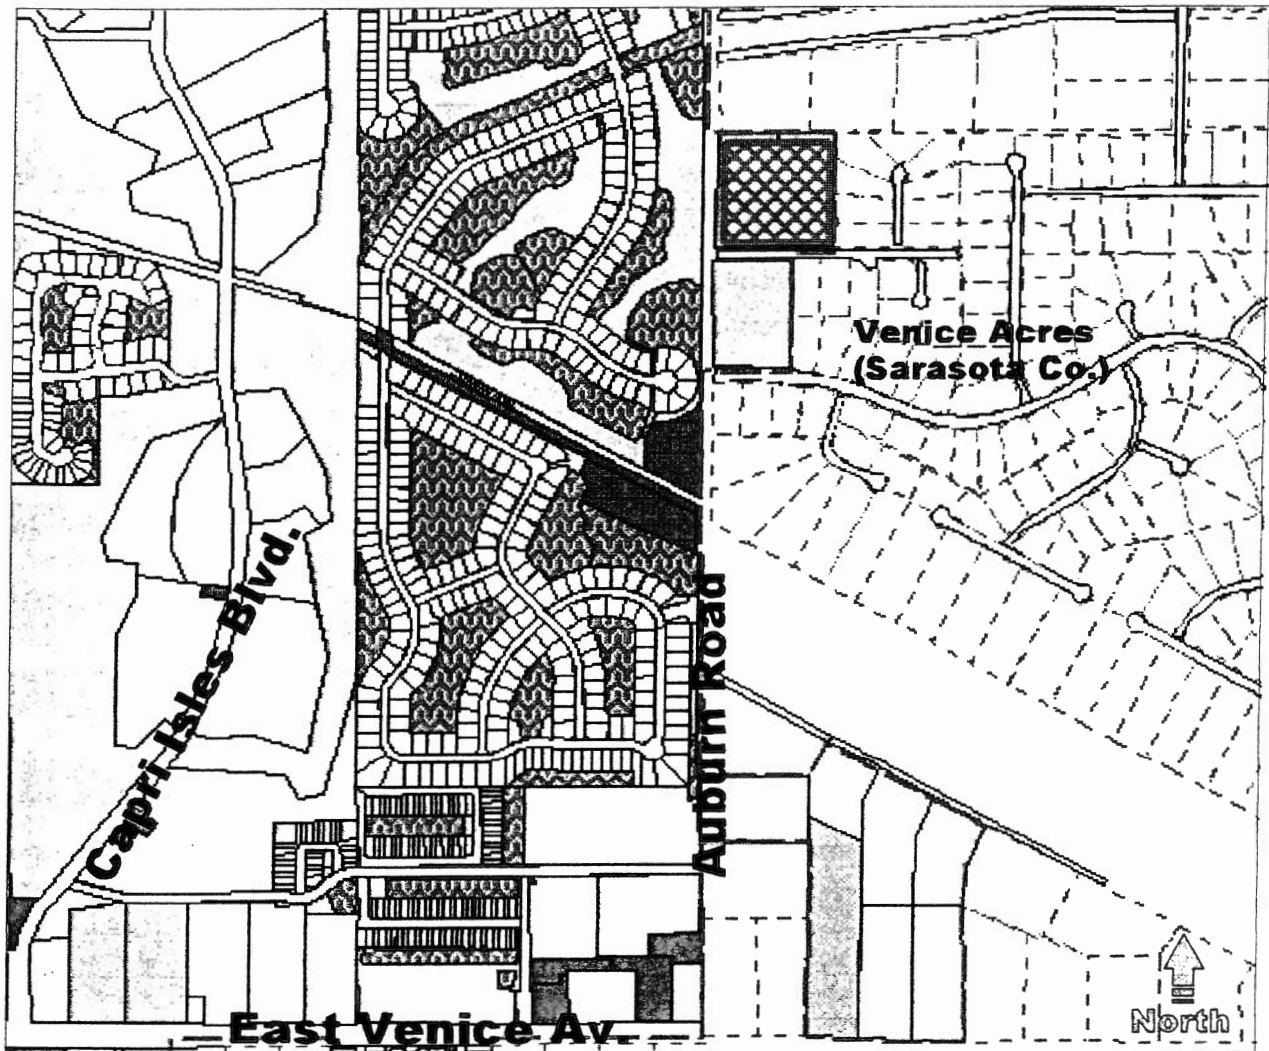 Venice Acres
(Sarasota Co.)
Capri Isles Blvd.
Auburn Road
East Venice Av.
North